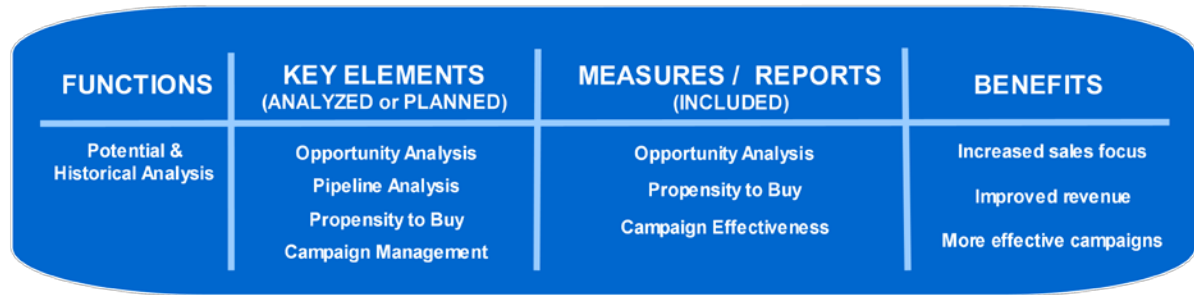 FUNCTIONS
KEY ELEMENTS
(ANALYZED or PLANNED)
MEASURES / REPORTS
(INCLUDED)
BENEFITS
Potential &
Historical Analysis
Opportunity Analysis
Pipeline Analysis
Propensity to Buy
Campaign Management
Opportunity Analysis
Propensity to Buy
Campaign Effectiveness
Increased sales focus
Improved revenue
More effective campaigns